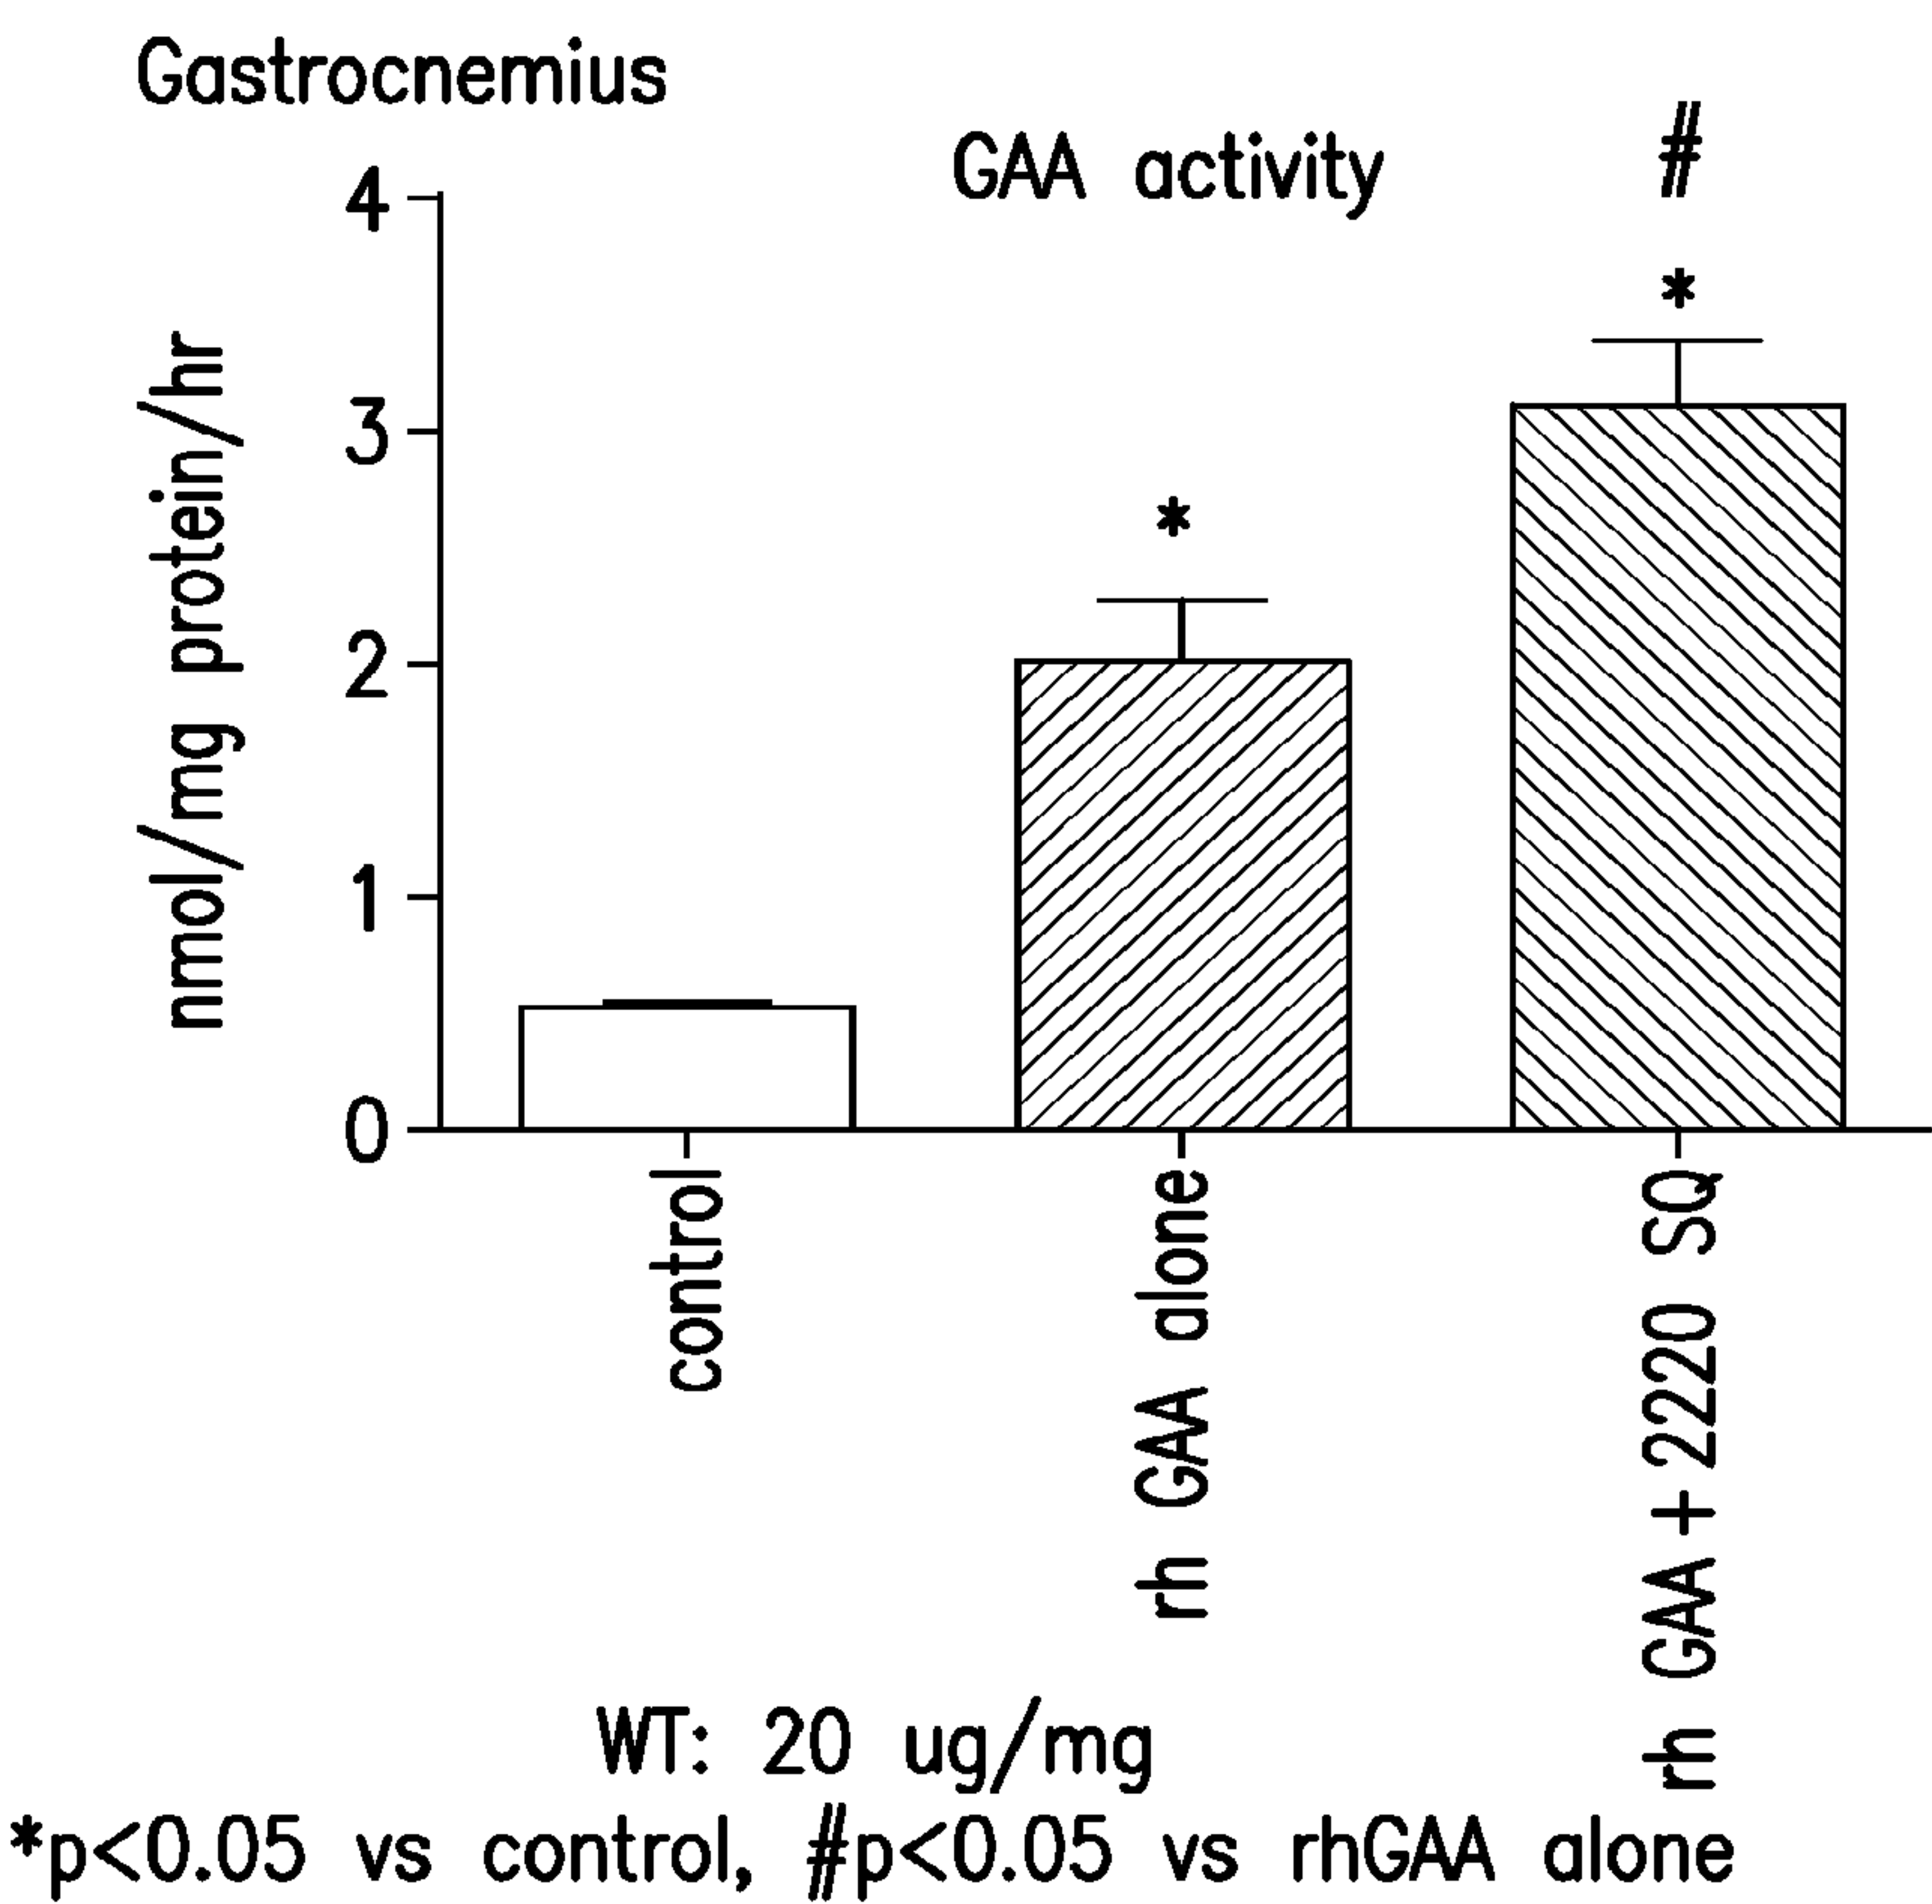 Gastrocnemius
GAA activity
#
*
*
nmol/mg protein/hr
4
3
2
1
0
control
rh GAA alone
rh GAA + 2220 SQ
WT: 20 ug/mg
*p<0.05 vs control, #p<0.05 vs rhGAA alone